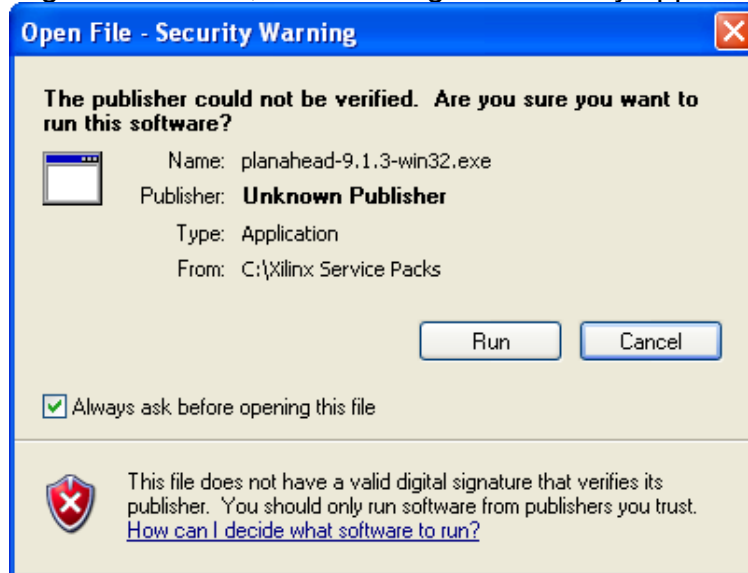 Open File - Security Warning
The publisher could not be verified. Are you sure you want to
run this software?
Name: planahead-9.1.3-win32.exe
Publisher: Unknown Publisher
Type: Application
From: C:\Xilinx Service Packs
Run Cancel
Always ask before opening this file
This file does not have a valid digital signature that verifies its
publisher. You should only run software from publishers you trust.
How can I decide what software to run?